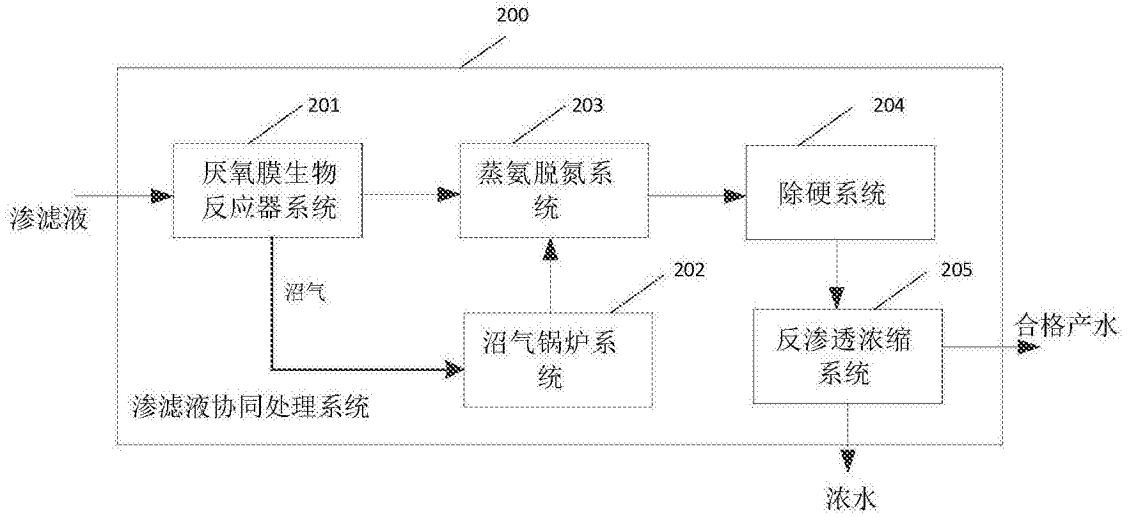 200
201
203
204
厌氧膜生物
反应器系统
蒸氨脱氮系
统
除硬系统
渗滤液
沼气
202
205
沼气锅炉系
统
反渗透浓缩
系统
合格产水
渗滤液协同处理系统
浓水